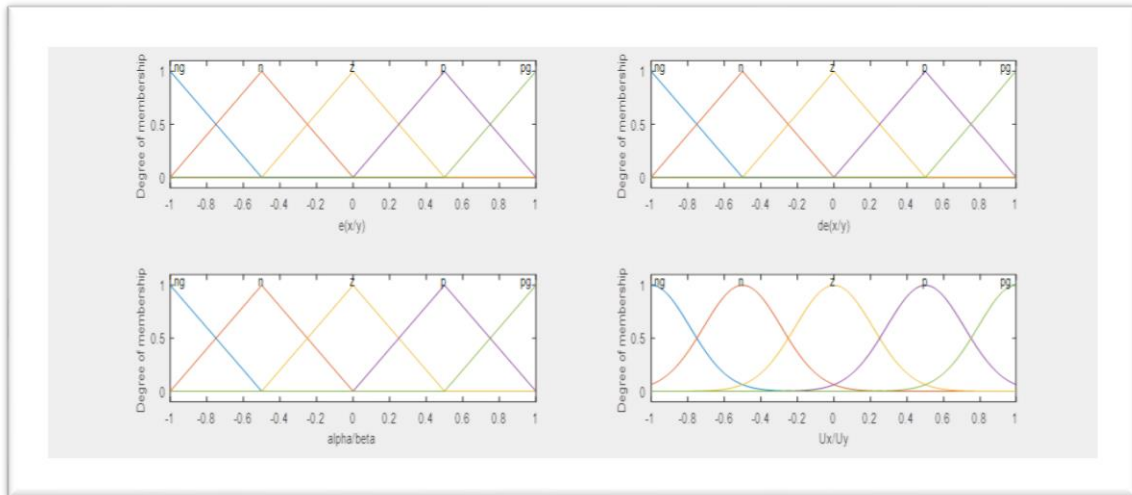 Degree of membership
1
0.5
0
ng n z p pg
-1 -0.8 -0.6 -0.4 -0.2 0 0.2 0.4 0.6 0.8 1
e(x/y)
Degree of membership
1
0.5
0
ng n z p pg
-1 -0.8 -0.6 -0.4 -0.2 0 0.2 0.4 0.6 0.8 1
de(x/y)
Degree of membership
1
0.5
0
ng n z p pg
-1 -0.8 -0.6 -0.4 -0.2 0 0.2 0.4 0.6 0.8 1
alpha/beta
Degree of membership
1
0.5
0
ng n z p pg
-1 -0.8 -0.6 -0.4 -0.2 0 0.2 0.4 0.6 0.8 1
Ux/Uy